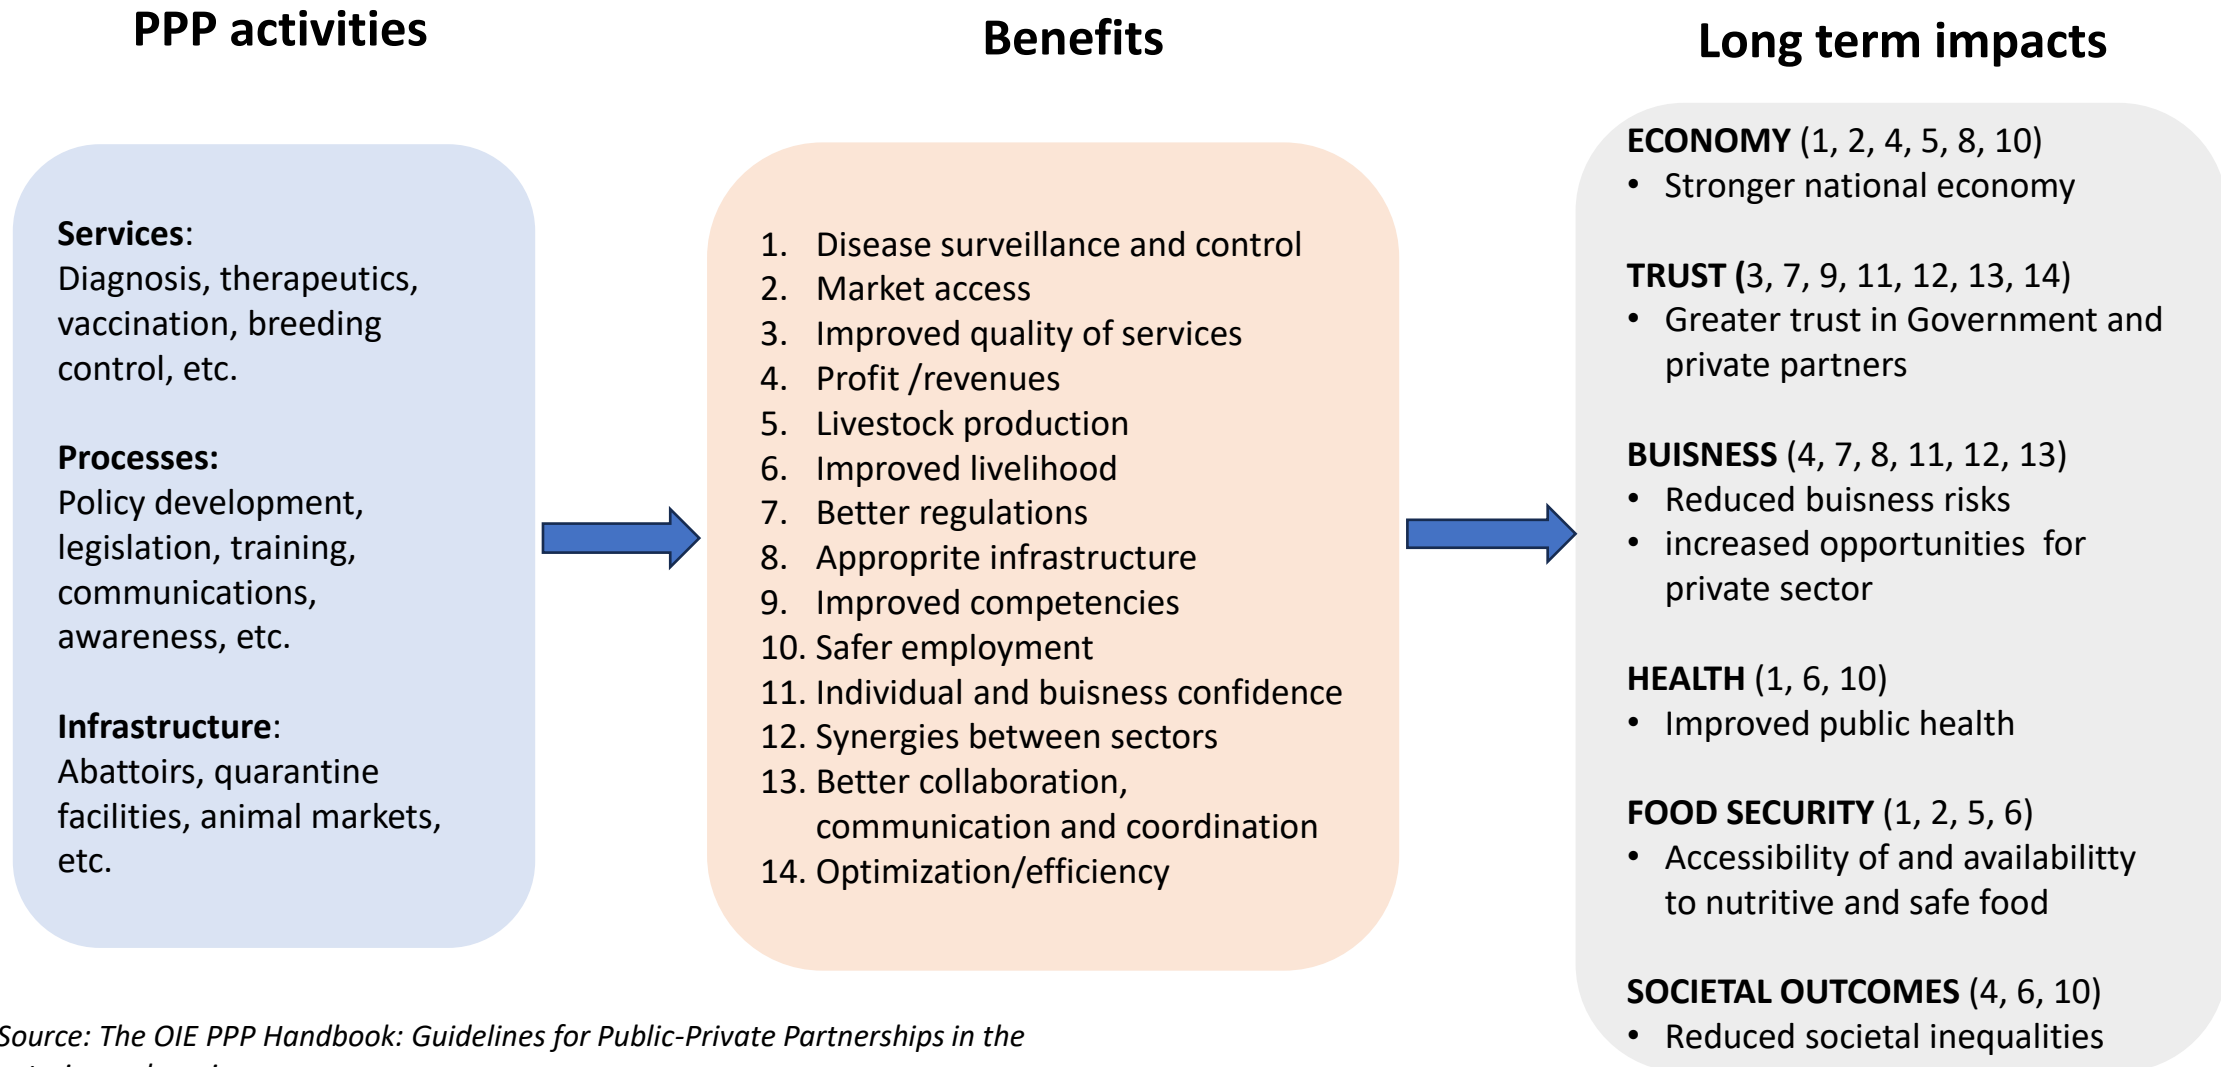 PPP activities
Benefits
Long term impacts
Services:
Diagnosis, therapeutics,
vaccination, breeding
control, etc.
Processes:
Policy development,
legislation, training,
communications,
awareness, etc.
Infrastructure:
Abattoirs, quarantine
facilities, animal markets,
etc.
1. Disease surveillance and control
2. Market access
3. Improved quality of services
4. Profit /revenues
5. Livestock production
6. Improved livelihood
7. Better regulations
8. Approprite infrastructure
9. Improved competencies
10. Safer employment
11. Individual and buisness confidence
12. Synergies between sectors
13. Better collaboration,
communication and coordination
14. Optimization/efficiency
ECONOMY (1, 2, 4, 5, 8, 10)
• Stronger national economy
TRUST (3, 7, 9, 11, 12, 13, 14)
• Greater trust in Government and
private partners
BUISNESS (4, 7, 8, 11, 12, 13)
• Reduced buisness risks
• increased opportunities for
private sector
HEALTH (1, 6, 10)
• Improved public health
FOOD SECURITY (1, 2, 5, 6)
• Accessibility of and availabilitty
to nutritive and safe food
SOCIETAL OUTCOMES (4, 6, 10)
• Reduced societal inequalities
Source: The OIE PPP Handbook: Guidelines for Public-Private Partnerships in the